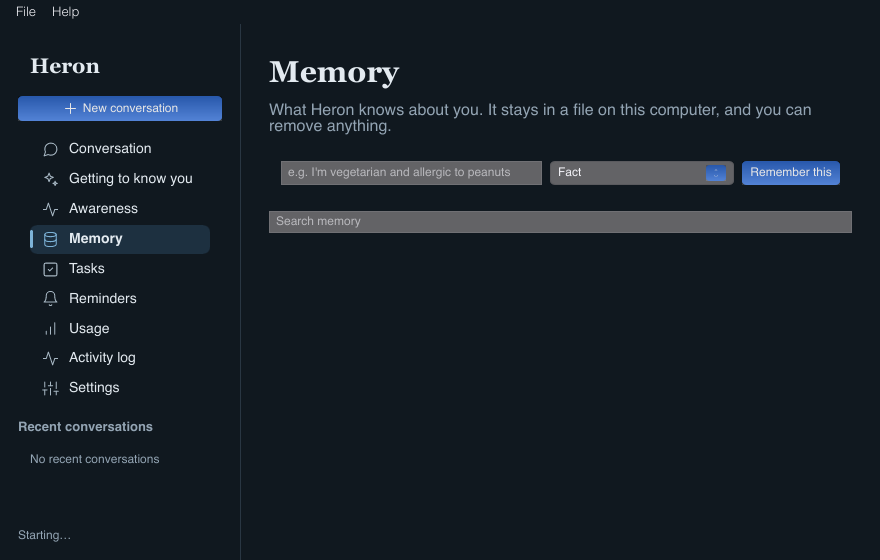 File Help
Heron
New conversation
Conversation
Getting to know you
Awareness
Memory
Tasks
Reminders
Usage
Activity log
Settings
Recent conversations
No recent conversations
Starting…
Memory
What Heron knows about you. It stays in a file on this computer, and you can
remove anything.
e.g. I'm vegetarian and allergic to peanuts
Fact
Remember this
Search memory